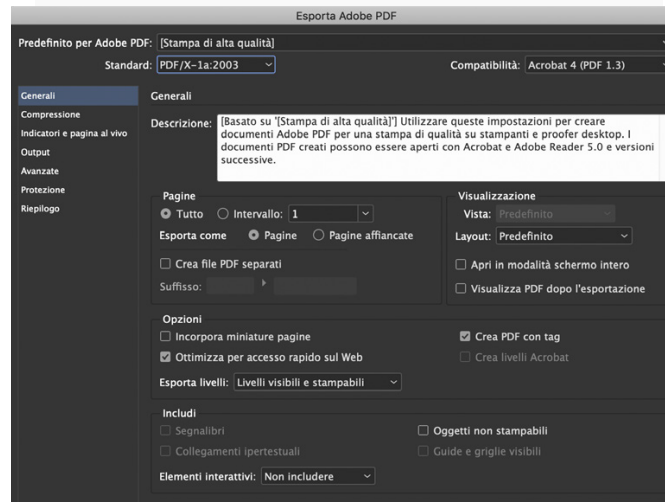 Esporta Adobe PDF
Predefinito per Adobe PDF: [Stampa di alta qualità]
Standard: PDF/X-1a:2003
Compatibilità: Acrobat 4 (PDF 1.3)
Generali
Compressione
Indicatori e pagina al vivo
Output
Avanzate
Protezione
Riepilogo
Generali
Descrizione: [Basato su '[Stampa di alta qualità]'] Utilizzare queste impostazioni per creare
documenti Adobe PDF per una stampa di qualità su stampanti e proofer desktop. I
documenti PDF creati possono essere aperti con Acrobat e Adobe Reader 5.0 e versioni
successive.
Pagine
Tutto Intervallo: 1
Esporta come Pagine Pagine affiancate
Crea file PDF separati
Suffisso:
Visualizzazione
Vista: Predefinito
Layout: Predefinito
Apri in modalità schermo intero
Visualizza PDF dopo l'esportazione
Opzioni
Incorpora miniature pagine
Crea PDF con tag
Ottimizza per accesso rapido sul Web
Crea livelli Acrobat
Esporta livelli: Livelli visibili e stampabili
Includi
Segnalibri
Oggetti non stampabili
Collegamenti ipertestuali
Guide e griglie visibili
Elementi interattivi: Non includere